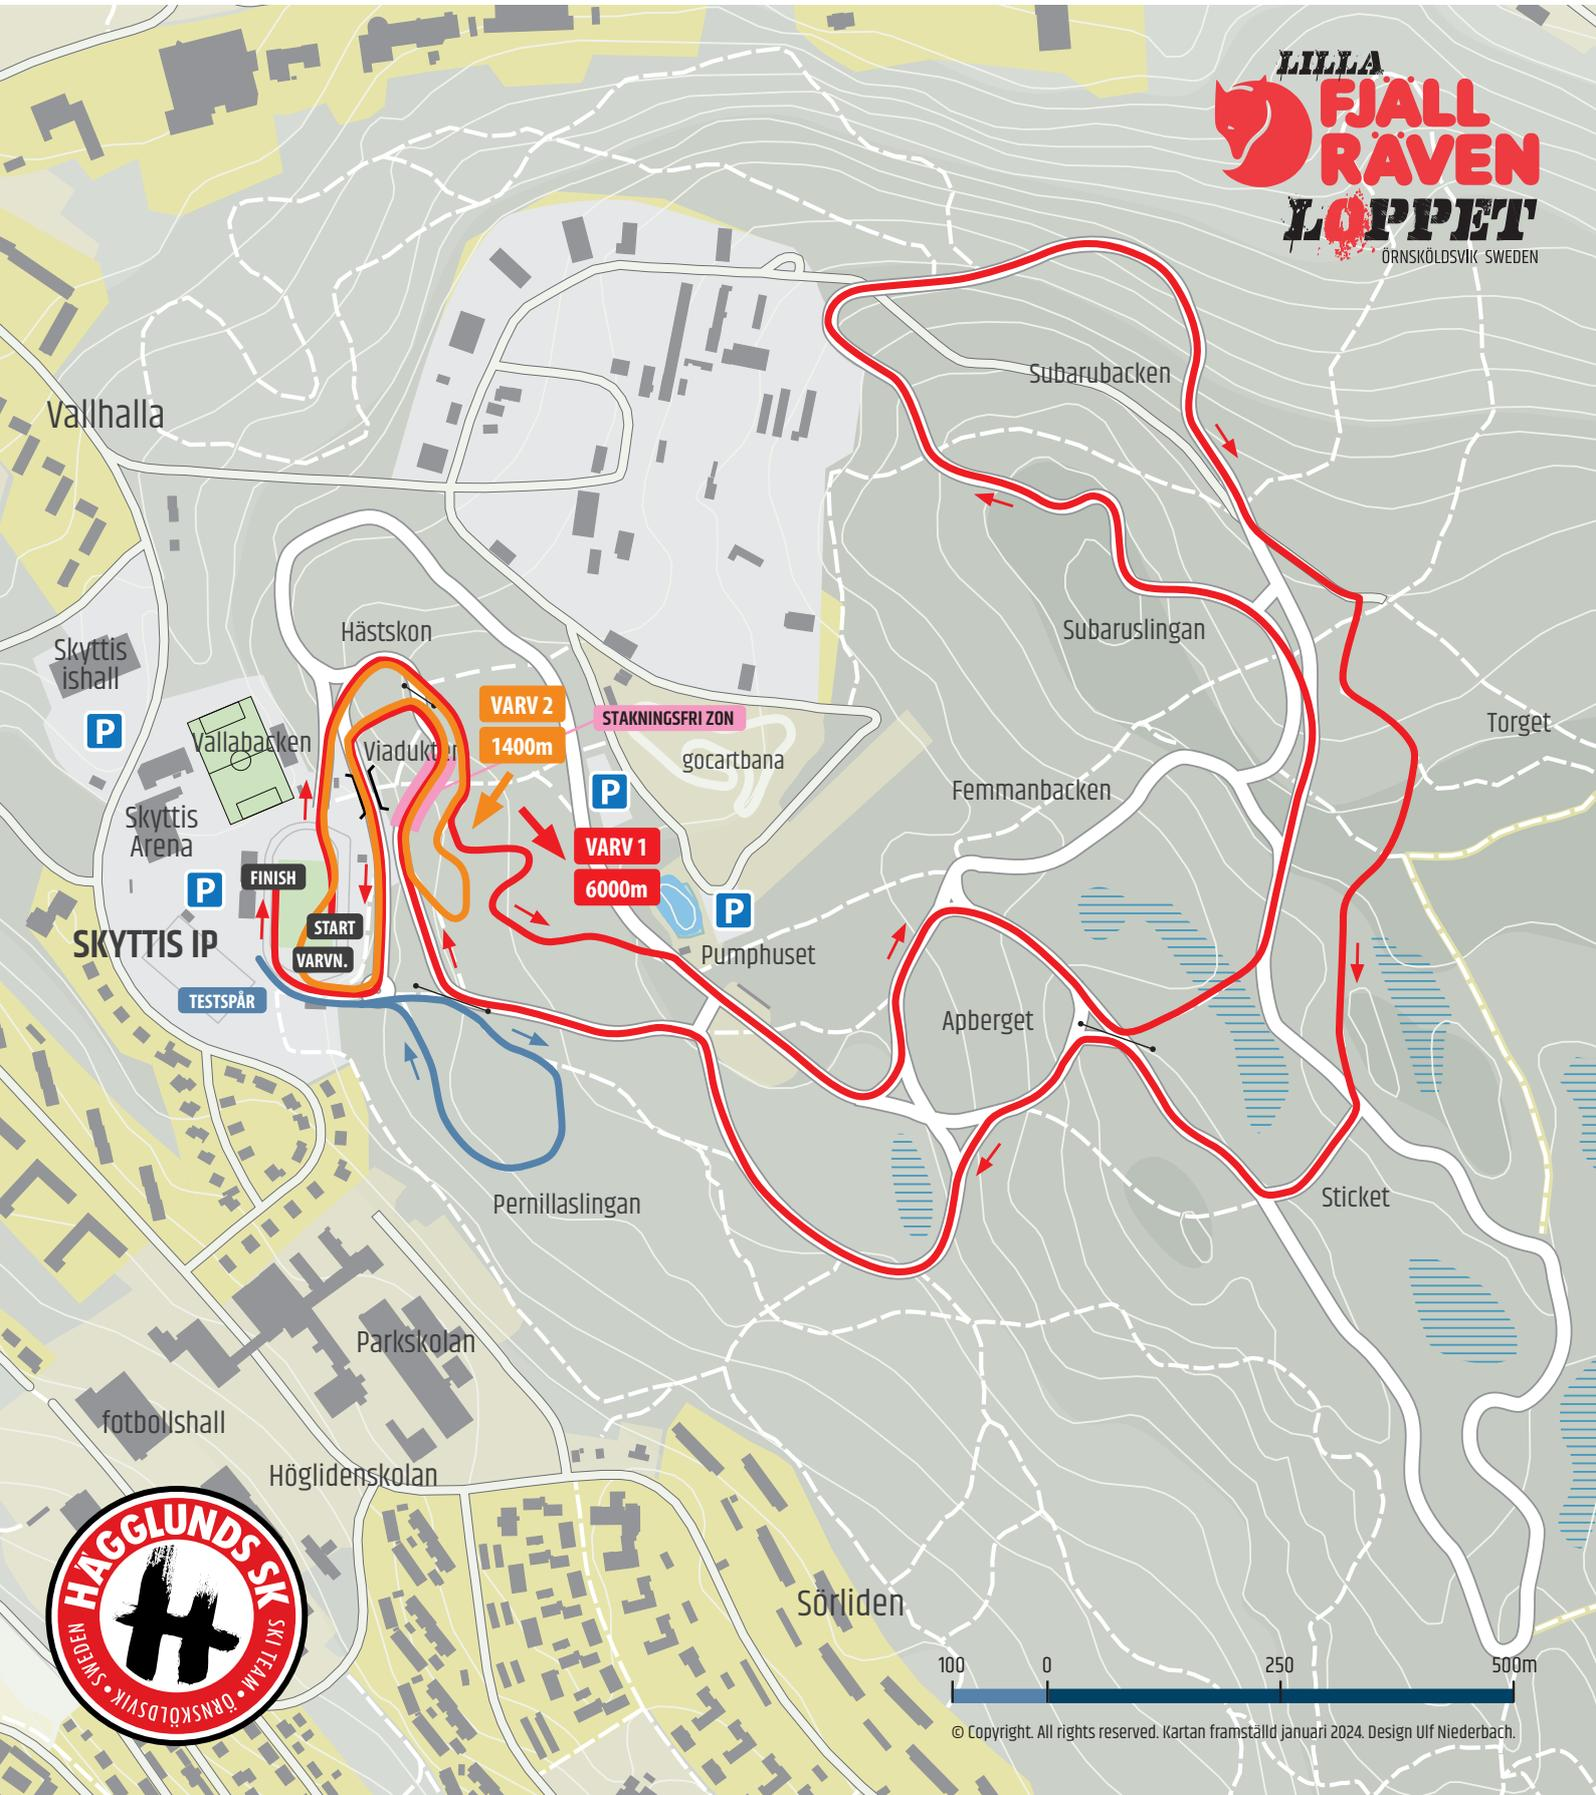 LILLA
FJÄLL
RÄVEN
LOPPET
ÖRNSKÖLDSVIK SWEDEN
Subarubacken
Vallhalla
Hästskon
Subaruslingan
Skyttis
ishall
P
VARV 2
1400m
STAKNINGSFRI ZON
Torget
Vallabacken
Viadukten
gocartbana
Femmanbacken
P
Skyttis
Arena
VARV 1
6000m
P
FINISH
P
START
SKYTTIS IP
VARVN.
Pumphuset
TESTSPÅR
Apberget
Pernillaslingan
Sticket
Parkskolan
fotbollshall
Höglidenskolan
HÄGGLUNDS SK
SKI TEAM • ÖRNSKÖLDSVIK • SWEDEN
H
Sörliden
100 0 250 500m
© Copyright. All rights reserved. Kartan framställd januari 2024. Design Ulf Niederbach.